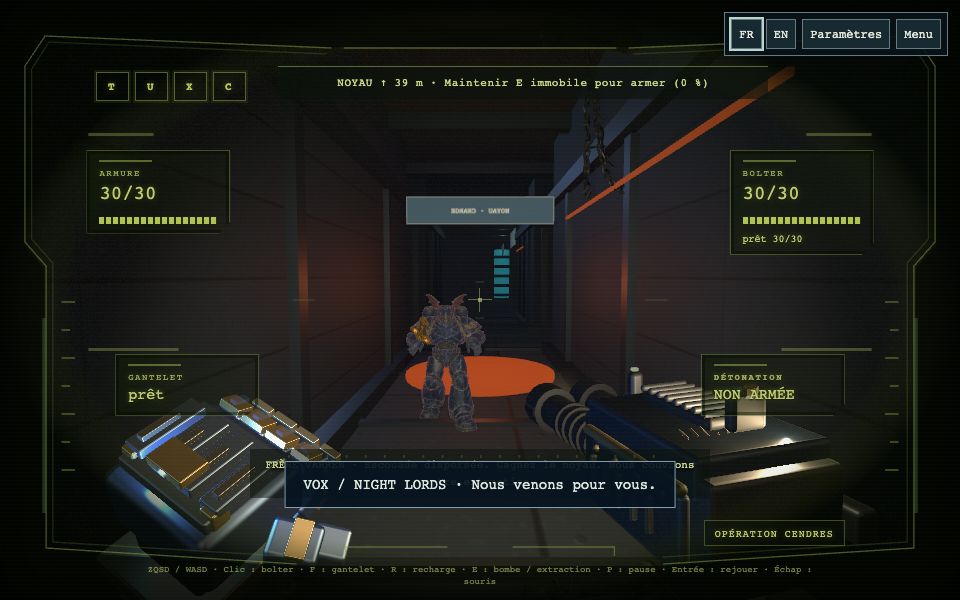 FR EN Paramètres Menu
T U X C
NOYAU ↑ 39 m · Maintenir E immobile pour armer (0 %)
ARMURE
30/30
BOLTER
30/30
prêt 30/30
GANTELET
prêt
DÉTONATION
NON ARMÉE
VOX / NIGHT LORDS · Nous venons pour vous.
OPÉRATION CENDRES
ZQSD / WASD · Clic : bolter · F : gantelet · R : recharge · E : bombe / extraction · P : pause · Entrée : rejouer · Échap :
souris